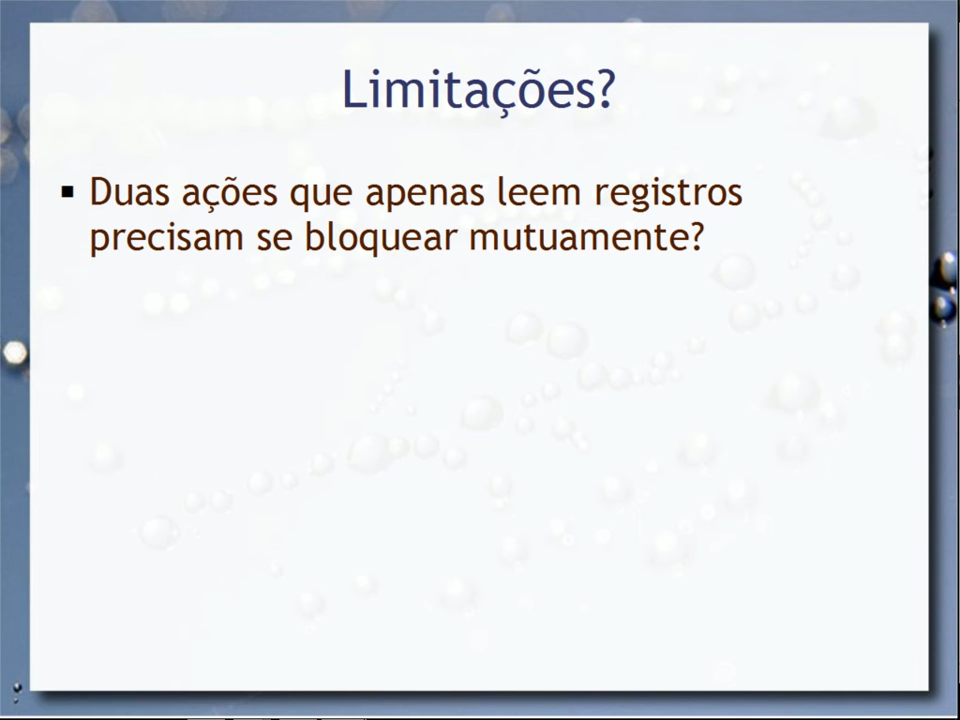 Limitações?
▪ Duas ações que apenas leem registros
precisam se bloquear mutuamente?